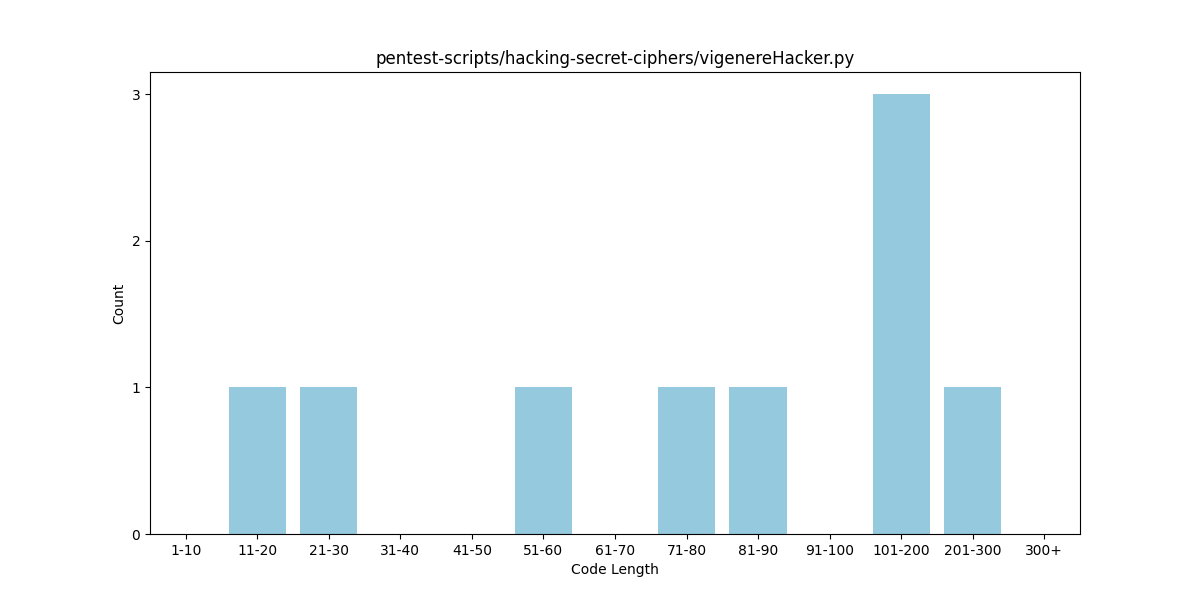 pentest-scripts/hacking-secret-ciphers/vigenereHacker.py
3
2
1
0
Count
1-10 11-20 21-30 31-40 41-50 51-60 61-70 71-80 81-90 91-100 101-200 201-300 300+
Code Length